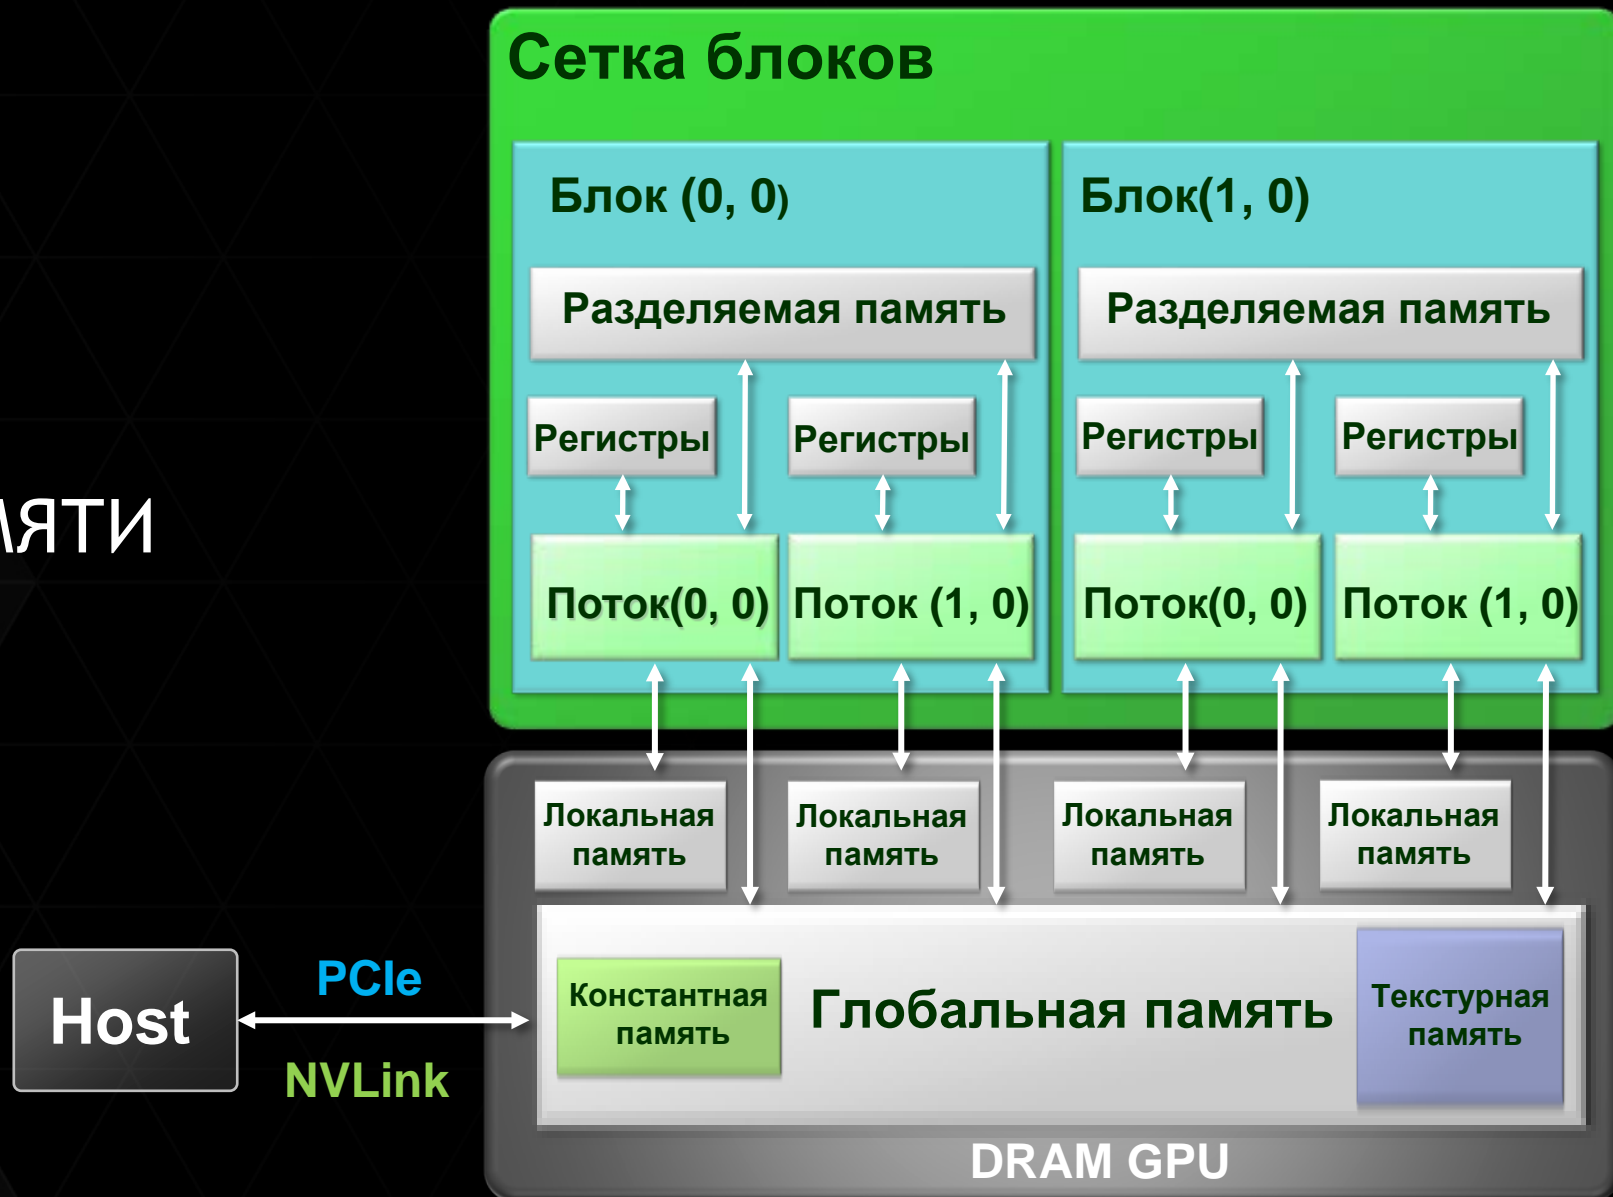 Сетка блоков
Блок (0, 0)
Блок(1, 0)
Разделяемая память
Разделяемая память
Регистры
Регистры
Регистры
Регистры
Поток(0, 0)
Поток (1, 0)
Поток(0, 0)
Поток (1, 0)
Локальная
память
Локальная
память
Локальная
память
Локальная
память
Host
PCIe
NVLink
Константная
память
Глобальная память
Текстурная
память
DRAM GPU